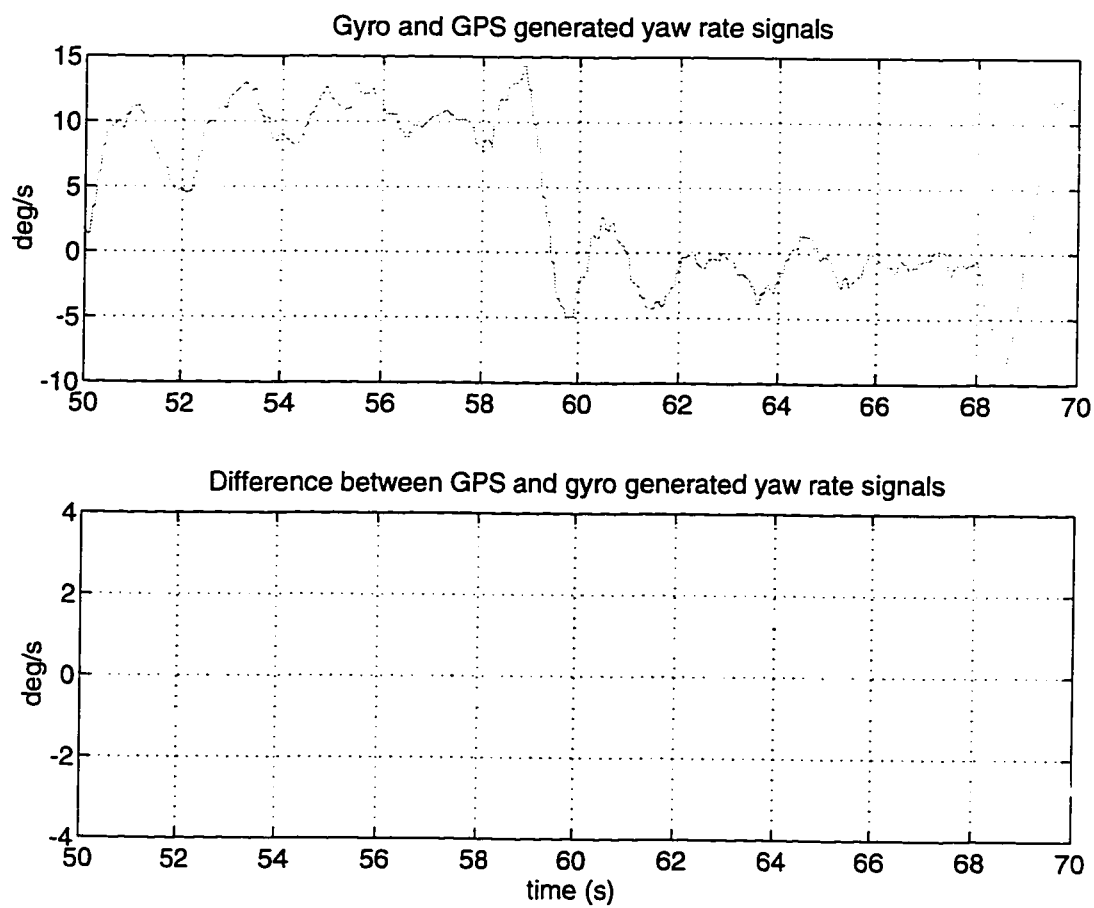 Gyro and GPS generated yaw rate signals
15
10
5
0
-5
-10
deg/s
50 52 54 56 58 60 62 64 66 68 70
Difference between GPS and gyro generated yaw rate signals
4
2
0
-2
-4
deg/s
50 52 54 56 58 60 62 64 66 68 70
time (s)